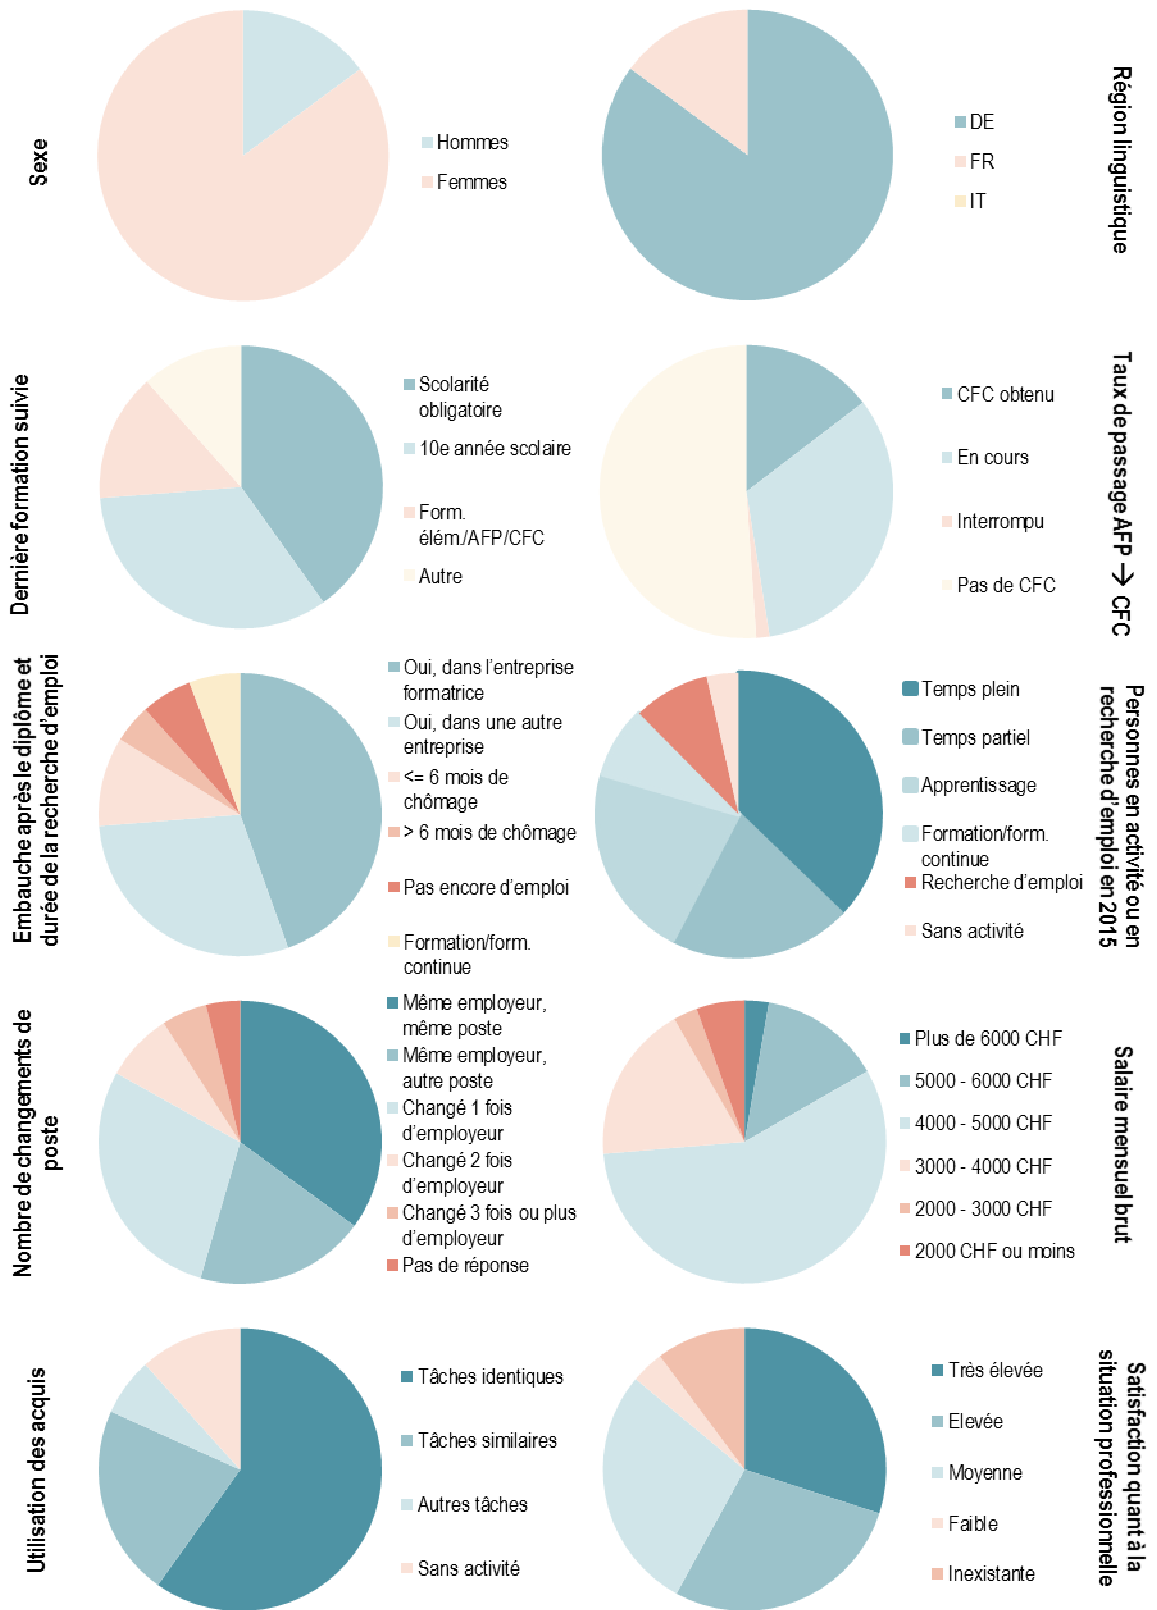 Sexe
Hommes
Femmes
DE
FR
IT
Région linguistique
Dernière formation suivie
Scolarité
obligatoire
10e année scolaire
Form.
élém./AFP/CFC
Autre
CFC obtenu
En cours
Interrompu
Pas de CFC
Taux de passage AFP → CFC
Embauche après le diplôme et
durée de la recherche d'emploi
Oui, dans l'entreprise
formatrice
Oui, dans une autre
entreprise
<= 6 mois de
chômage
> 6 mois de chômage
Pas encore d'emploi
Formation/form.
continue
Temps plein
Temps partiel
Apprentissage
Formation/form.
continue
Recherche d'emploi
Sans activité
Personnes en activité ou en
recherche d'emploi en 2015
Nombre de changements de
poste
Même employeur,
même poste
Même employeur,
autre poste
Changé 1 fois
d'employeur
Changé 2 fois
d'employeur
Changé 3 fois ou plus
d'employeur
Pas de réponse
Plus de 6000 CHF
5000 - 6000 CHF
4000 - 5000 CHF
3000 - 4000 CHF
2000 - 3000 CHF
2000 CHF ou moins
Salaire mensuel brut
Utilisation des acquis
Tâches identiques
Tâches similaires
Autres tâches
Sans activité
Très élevée
Elevée
Moyenne
Faible
Inexistante
Satisfaction quant à la
situation professionnelle